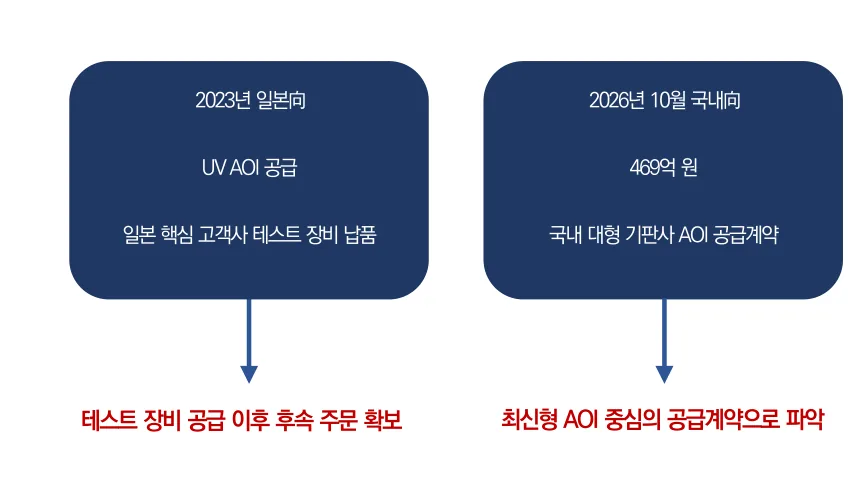 2023년 일본向
UV AOI 공급
일본 핵심 고객사 테스트 장비 납품
테스트 장비 공급 이후 후속 주문 확보
2026년 10월 국내向
469억 원
국내 대형 기판사 AOI 공급계약
최신형 AOI 중심의 공급계약으로 파악